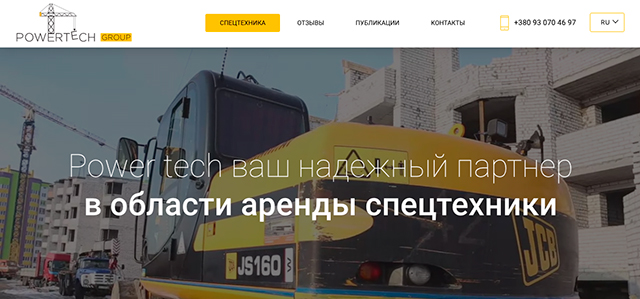 POWERTECH GROUP
СПЕЦТЕХНИКА
ОТЗЫВЫ
ПУБЛИКАЦИИ
КОНТАКТЫ
+380 93 070 46 97
RU
Power tech ваш надежный партнер
в области аренды спецтехники
JS160
JCB